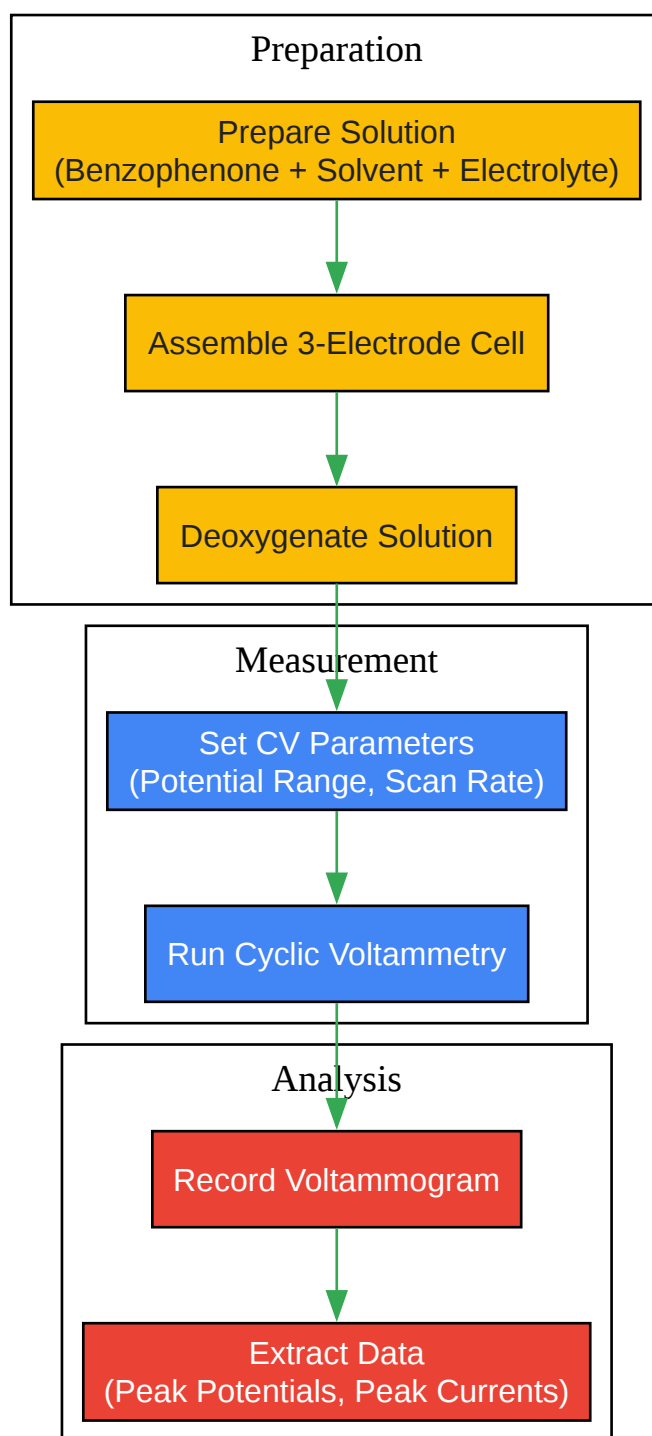 Preparation
Prepare Solution
(Benzophenone + Solvent + Electrolyte)
Assemble 3-Electrode Cell
Deoxygenate Solution
Measurement
Set CV Parameters
(Potential Range, Scan Rate)
Run Cyclic Voltammetry
Analysis
Record Voltammogram
Extract Data
(Peak Potentials, Peak Currents)